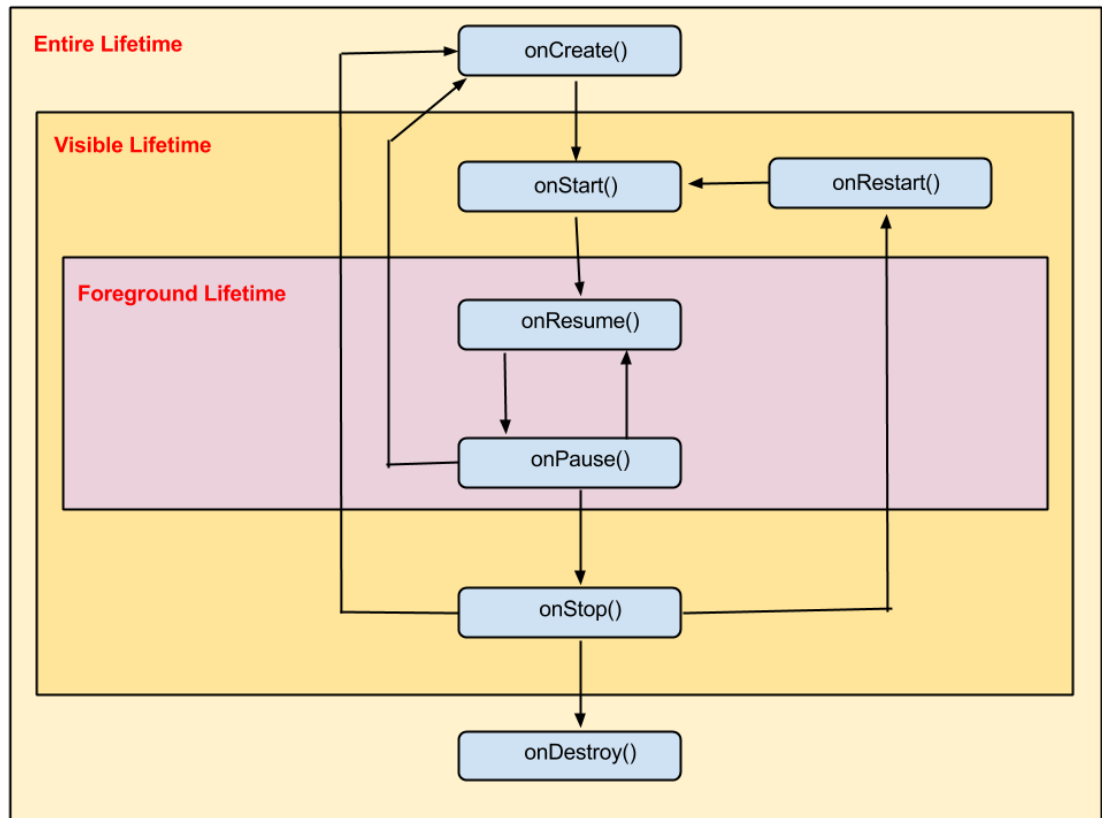 Entire Lifetime
onCreate()
Visible Lifetime
onStart()
onRestart()
Foreground Lifetime
onResume()
onPause()
onStop()
onDestroy()